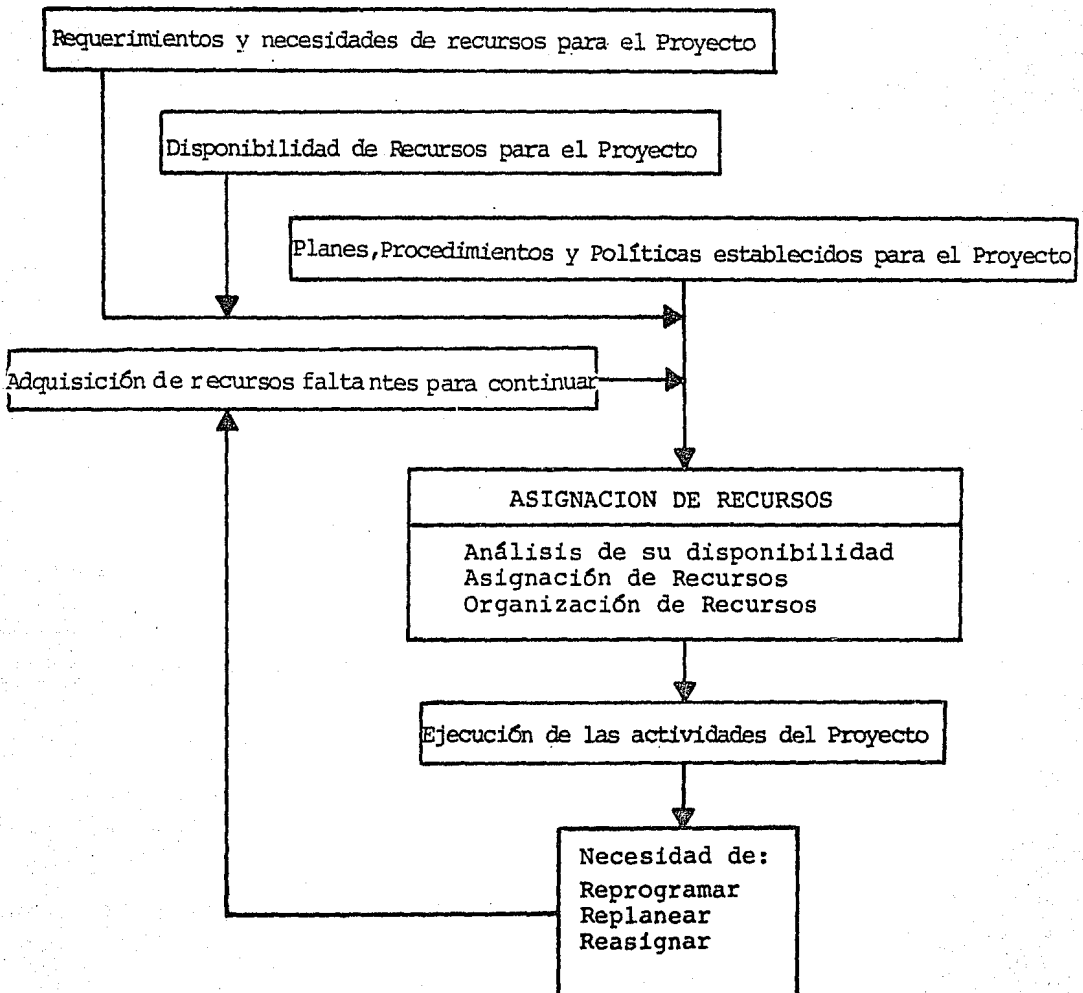 Requerimientos y necesidades de recursos para el Proyecto
Disponibilidad de Recursos para el Proyecto
Planes,Procedimientos y Políticas establecidos para el Proyecto
Adquisición de recursos faltantes para continuar
ASIGNACION DE RECURSOS
Análisis de su disponibilidad
Asignación de Recursos
Organización de Recursos
Ejecución de las actividades del Proyecto
Necesidad de:
Reprogramar
Replanear
Reasignar